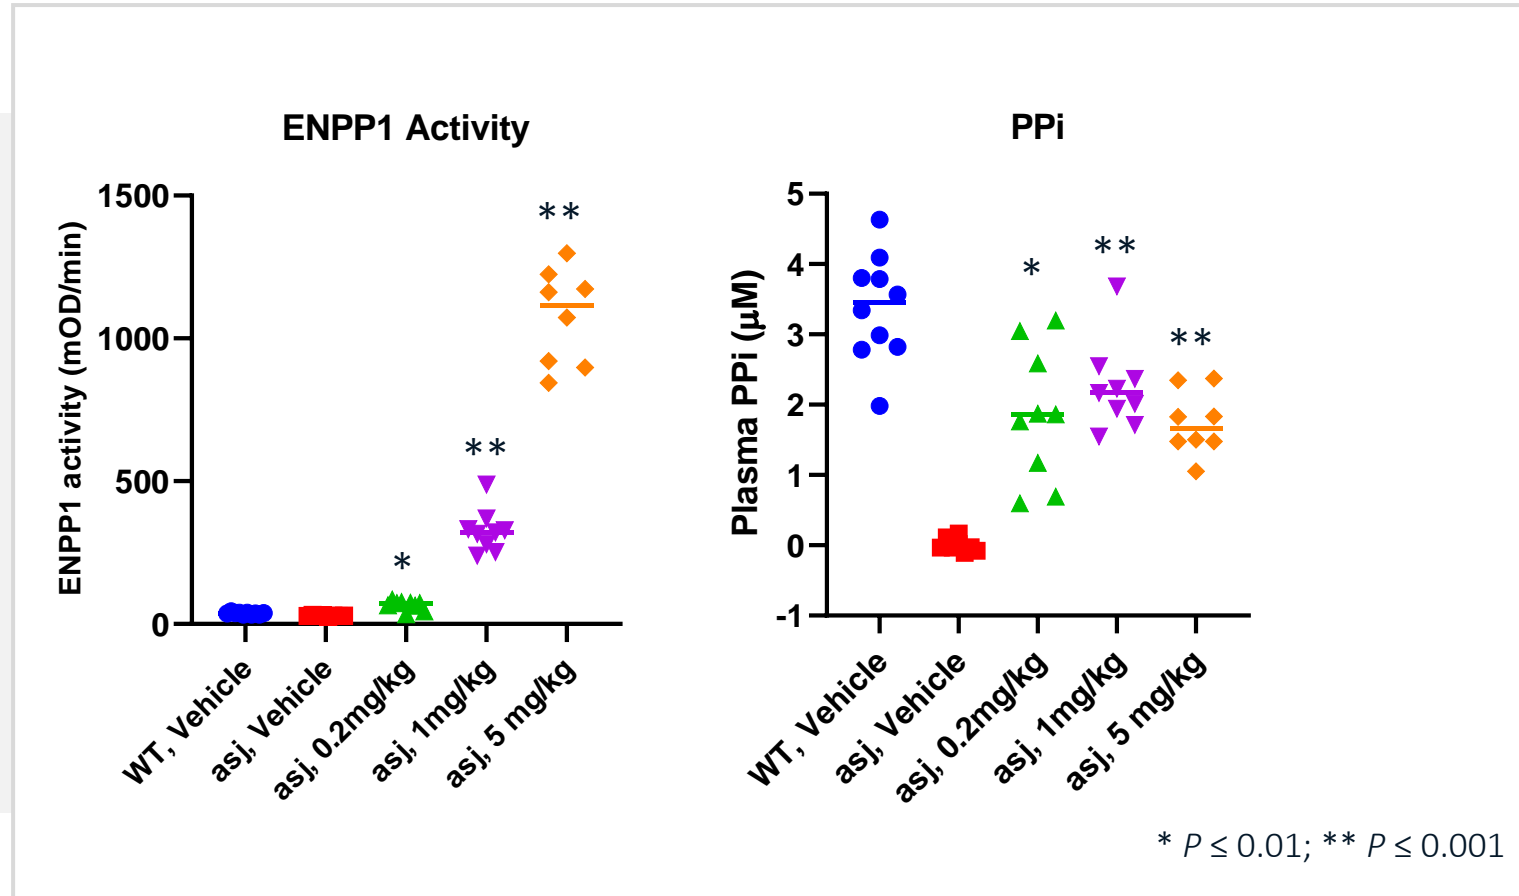 ENPP1 Activity
ENPP1 activity (mOD/min)
1500
1000
500
0
**
**
*
WT, Vehicle
asj, Vehicle
asj, 0.2mg/kg
asj, 1mg/kg
asj, 5 mg/kg
PPi
Plasma PPi (μM)
5
4
3
2
1
0
-1
*
**
**
WT, Vehicle
asj, Vehicle
asj, 0.2mg/kg
asj, 1mg/kg
asj, 5 mg/kg
* P ≤ 0.01; ** P ≤ 0.001